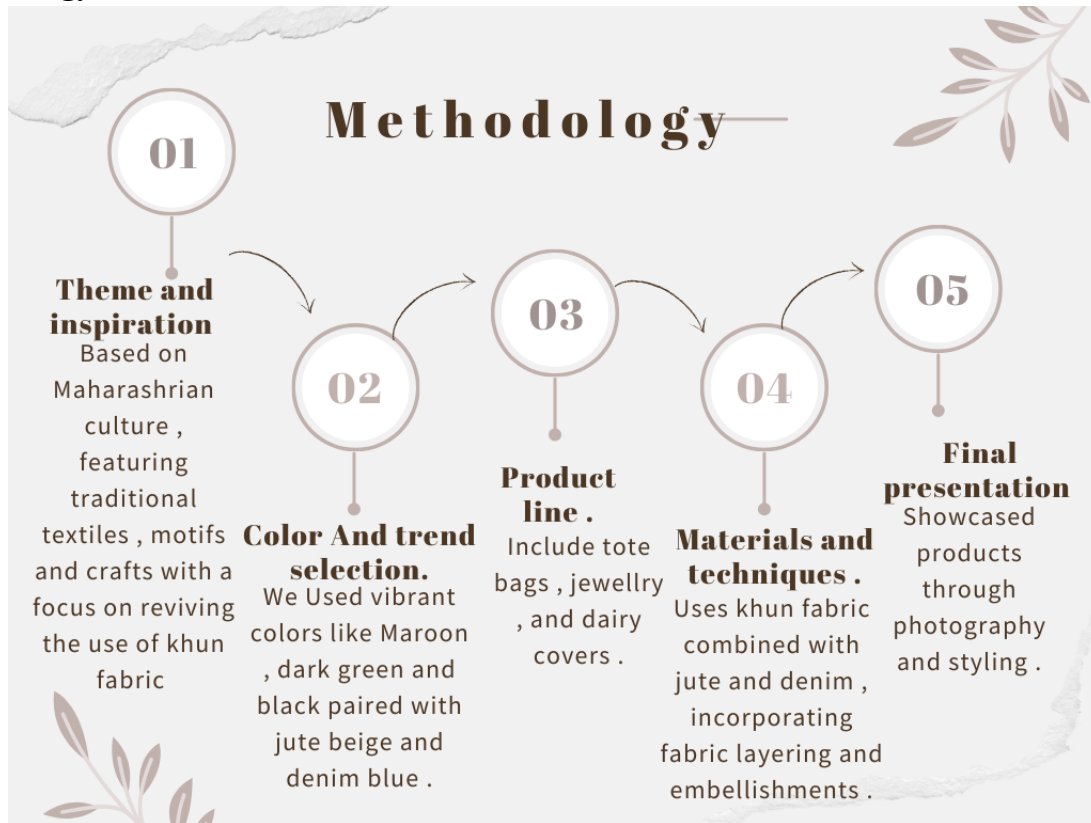 Methodology
01
Theme and
inspiration
Based on
Maharashrian
culture ,
featuring
traditional
textiles , motifs
and crafts with a
focus on reviving
the use of khun
fabric
02
Color And trend
selection.
We Used vibrant
colors like Maroon
, dark green and
black paired with
jute beige and
denim blue .
03
Product
line .
Include tote
bags , jewellry
, and dairy
covers .
04
Materials and
techniques .
Uses khun fabric
combined with
jute and denim ,
incorporating
fabric layering and
embellishments .
05
Final
presentation
Showcased
products
through
photography
and styling .